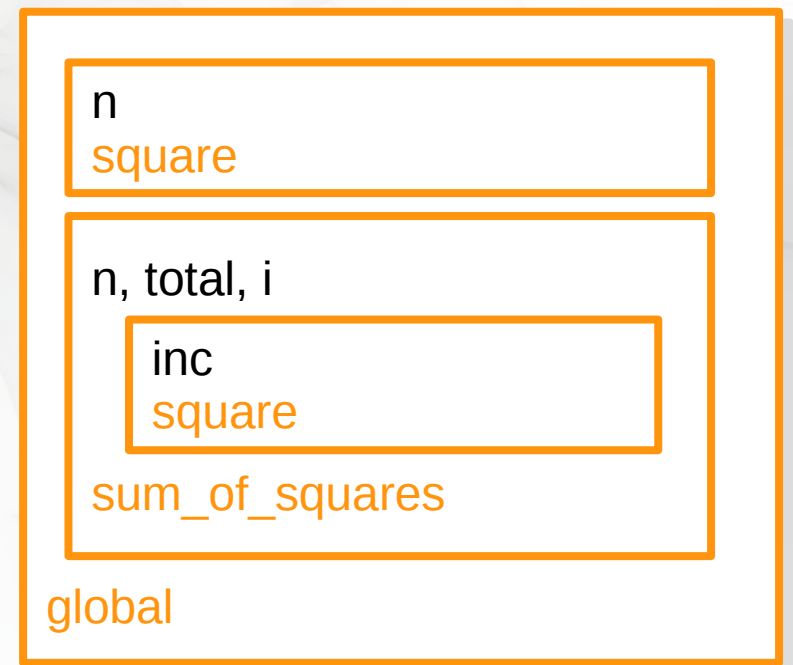 n
square
n, total, i
inc
square
sum_of_squares
global